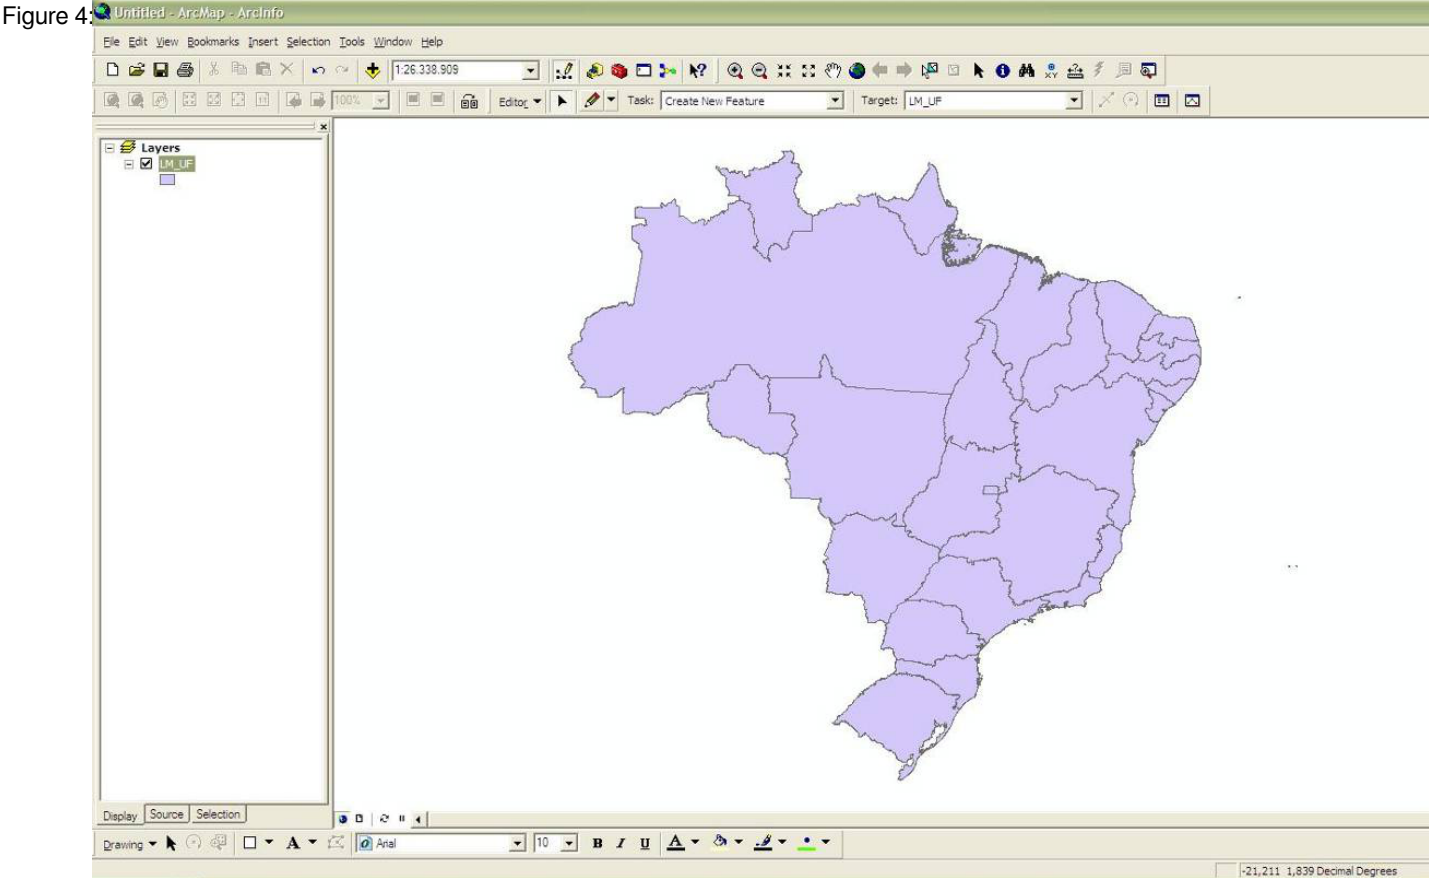 Figure 4:
Untitled - ArcMap - ArcInfo
File Edit View Bookmarks Insert Selection Tools Window Help
1:26.338.909
100% Editor Task: Create New Feature Target: LM_UF
Layers
LM_UF
Display Source Selection
Drawing A Arial 10 B I U A
-21,211 1,839 Decimal Degrees